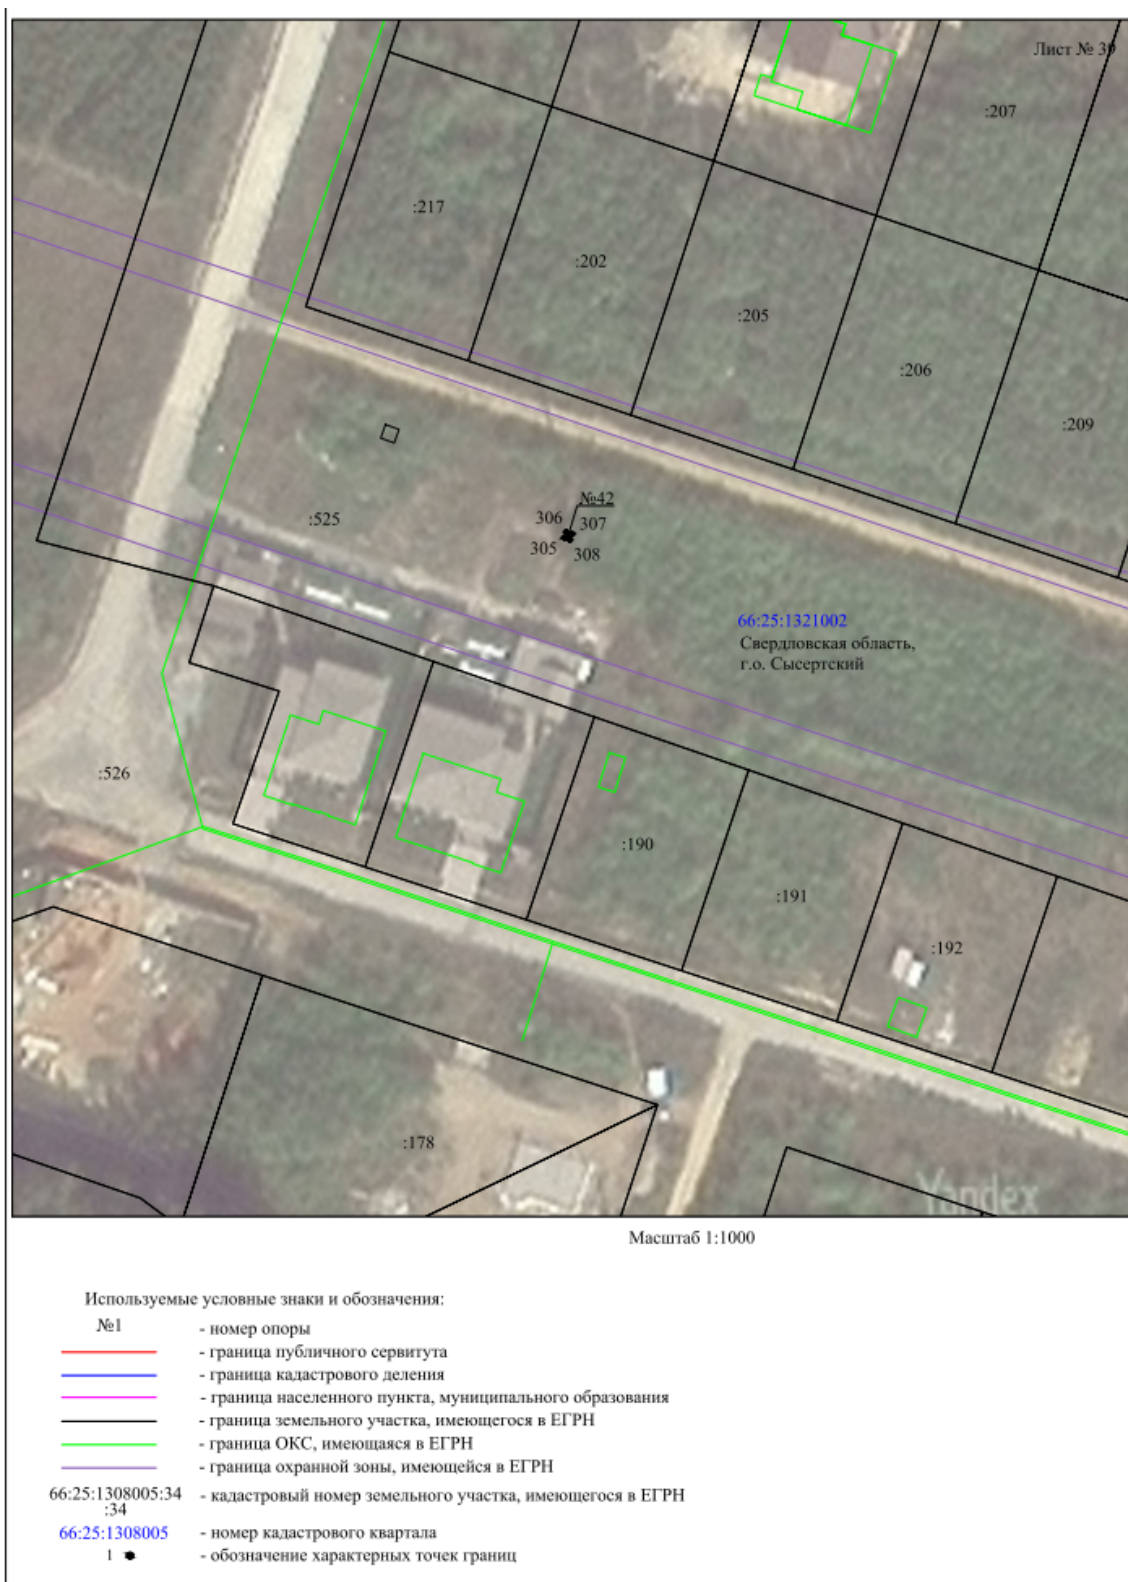 Лист № 39
:207
:217
:202
:205
:206
:209
№42
306
307
:525
305
308
66:25:1321002
Свердловская область,
г.о. Сысертский
:526
:190
:191
:192
:178
Yandex
Масштаб 1:1000
Используемые условные знаки и обозначения:
№1 - номер опоры
- граница публичного сервитута
- граница кадастрового деления
- граница населенного пункта, муниципального образования
- граница земельного участка, имеющегося в ЕГРН
- граница ОКС, имеющаяся в ЕГРН
- граница охранной зоны, имеющейся в ЕГРН
66:25:1308005:34 - кадастровый номер земельного участка, имеющегося в ЕГРН
:34
66:25:1308005 - номер кадастрового квартала
1 - обозначение характерных точек границ